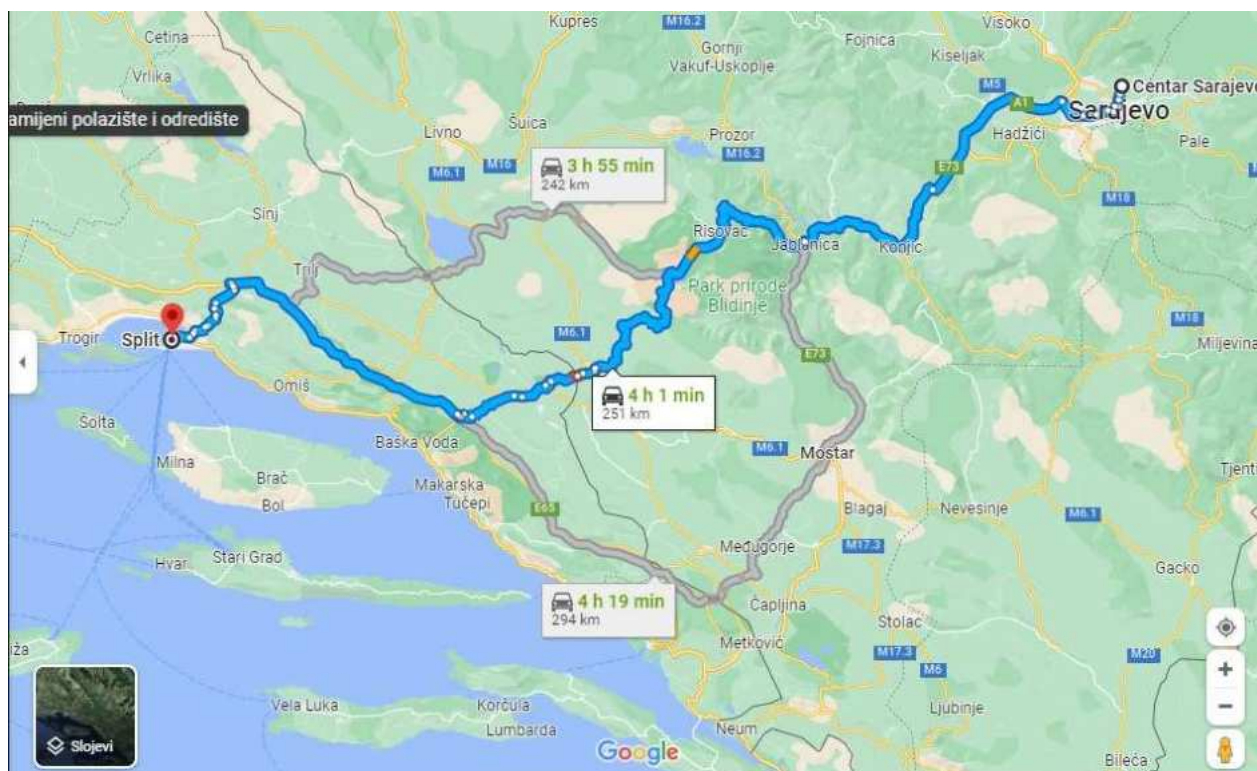 Cetina
Kupres
M16.2
Visoko
Fojnica
Kiseljak
Gornji
Vakuf-Uskoplje
Vrlika
M5
Centar Sarajevo
A1
Sarajevo
amijeni polazište i odredište
Hadžići
Pale
Livno
Šuica
Prozor
M16.2
3 h 55 min
242 km
M6.1
M16
E73
M18
Sinj
Risovac
Jablanica
Konjic
Trilj
Park prirode
Blidinje
M18
Trogir
Split
M6.1
Miljevina
E73
Omiš
4 h 1 min
251 km
Šolta
Baška Voda
M6.1
Mostar
Milna
Brač
Bol
Makarska
Tučepi
Blagaj
Nevesinje
M6.1
E65
Međugorje
M17.3
Hvar
Stari Grad
Gacko
4 h 19 min
294 km
Čapljina
Stolac
Metković
M17.3
M20
M6
Vela Luka
Korčula
Lumbarda
Ljubinje
Neum
Slojevi
Google
Bileća